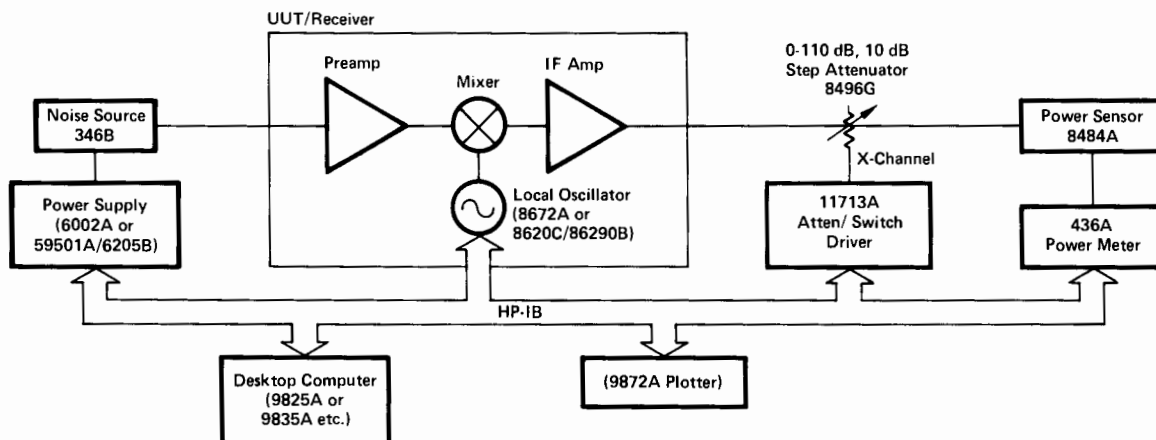 UUT/Receiver
Preamp
Mixer
IF Amp
0-110 dB, 10 dB
Step Attenuator
8496G
Noise Source
346B
Power Sensor
8484A
X-Channel
Power Supply
(6002A or
59501A/6205B)
Local Oscillator
(8672A or
8620C/86290B)
11713A
Atten/ Switch
Driver
436A
Power Meter
HP-IB
Desktop Computer
(9825A or
9835A etc.)
(9872A Plotter)